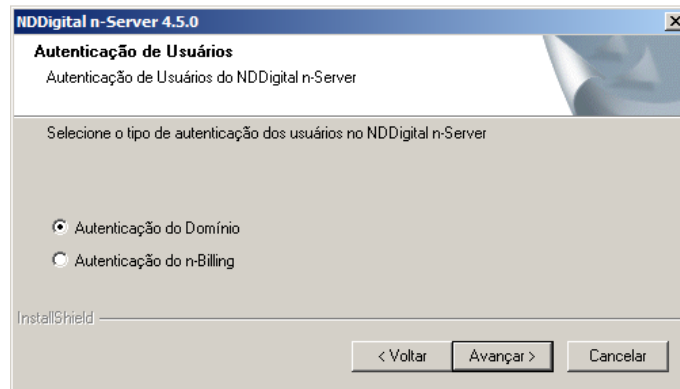 NDDigital n-Server 4.5.0
Autenticação de Usuários
Autenticação de Usuários do NDDigital n-Server
Selecione o tipo de autenticação dos usuários no NDDigital n-Server
Autenticação do Domínio
Autenticação do n-Billing
InstallShield
< Voltar
Avançar >
Cancelar